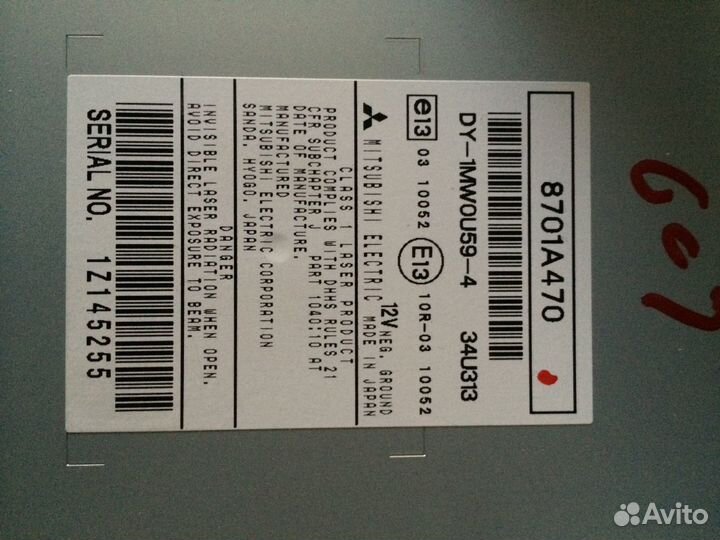 8701A470
DY-1MW0U59-4 34U313
e13 03 10052 E13 10R-03 10052
MITSUBISHI ELECTRIC 12V NEG. GROUND
MADE IN JAPAN
CLASS 1 LASER PRODUCT
PRODUCT COMPLIES WITH DHHS RULES 21
CFR SUBCHAPTER J PART 1040:10 AT
DATE OF MANUFACTURE.
MANUFACTURED
MITSUBISHI ELECTRIC CORPORATION
SANDA, HYOGO, JAPAN
DANGER
INVISIBLE LASER RADIATION WHEN OPEN.
AVOID DIRECT EXPOSURE TO BEAM.
SERIAL NO. 1Z145255
Avito